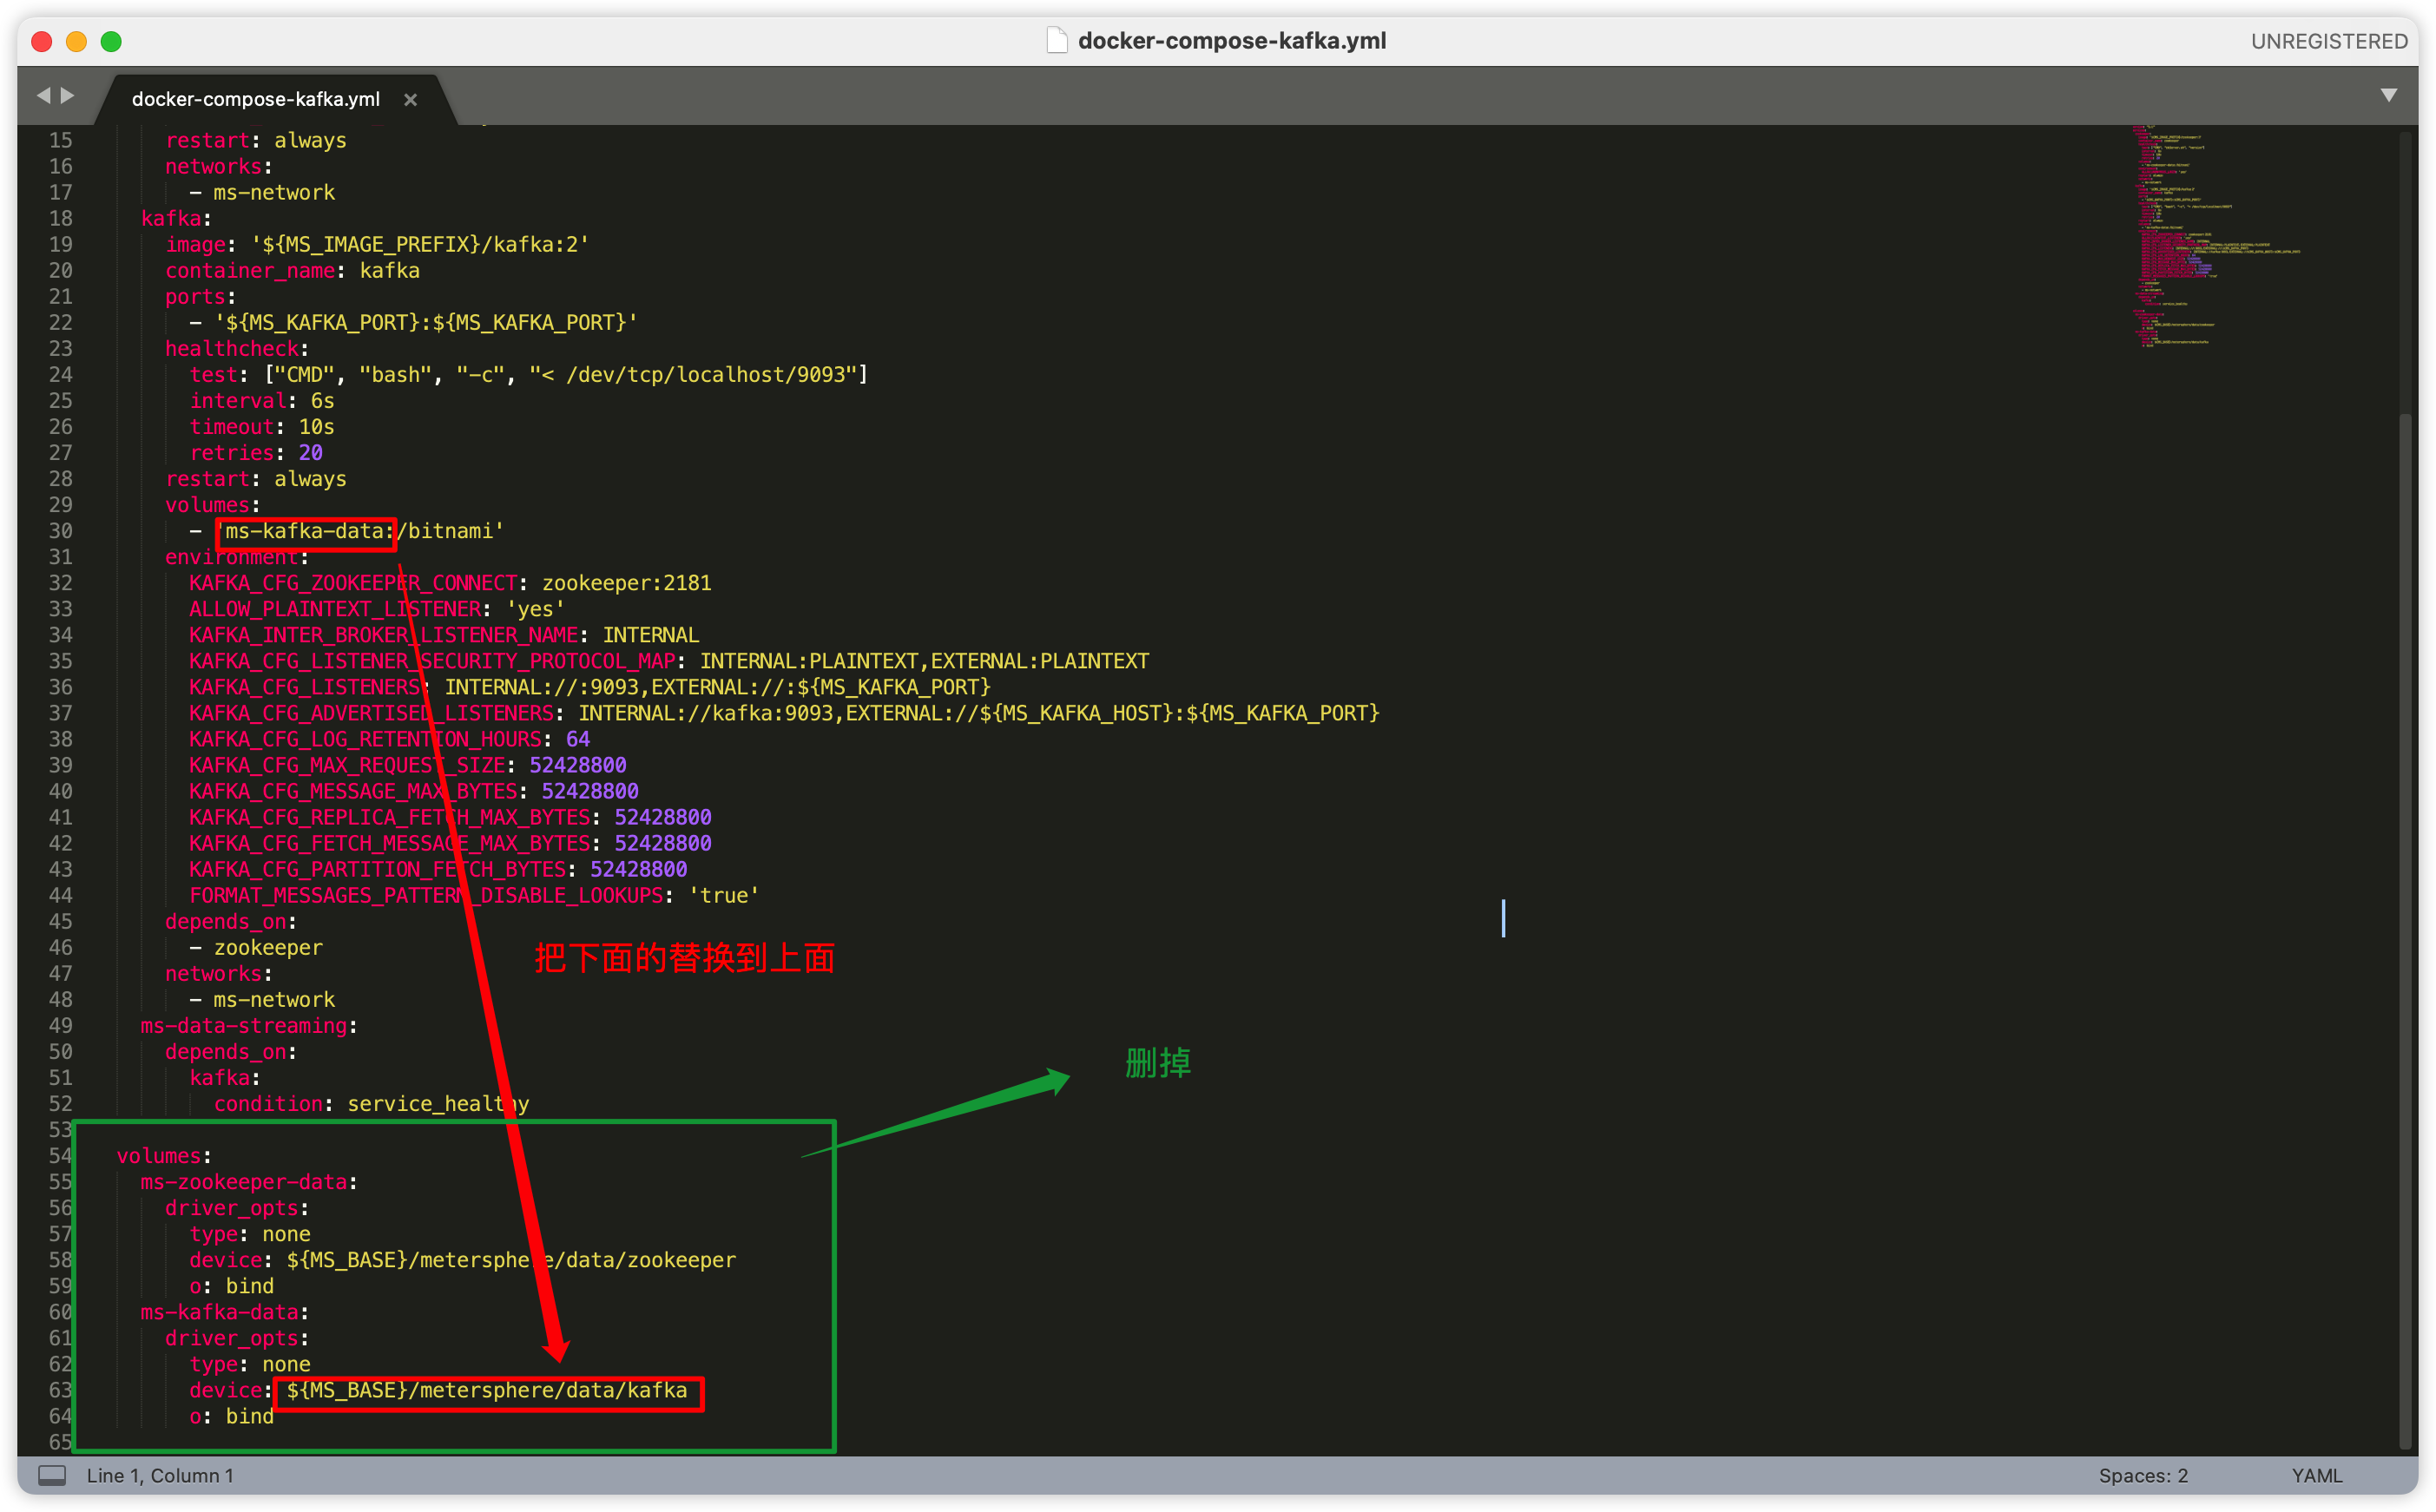 docker-compose-kafka.yml
UNREGISTERED
docker-compose-kafka.yml
15 restart: always
16 networks:
17 - ms-network
18 kafka:
19 image: '${MS_IMAGE_PREFIX}/kafka:2'
20 container_name: kafka
21 ports:
22 - '${MS_KAFKA_PORT}:${MS_KAFKA_PORT}'
23 healthcheck:
24 test: ["CMD", "bash", "-c", "< /dev/tcp/localhost/9093"]
25 interval: 6s
26 timeout: 10s
27 retries: 20
28 restart: always
29 volumes:
30 - 'ms-kafka-data:/bitnami'
31 environment:
32 KAFKA_CFG_ZOOKEEPER_CONNECT: zookeeper:2181
33 ALLOW_PLAINTEXT_LISTENER: 'yes'
34 KAFKA_INTER_BROKER_LISTENER_NAME: INTERNAL
35 KAFKA_CFG_LISTENER_SECURITY_PROTOCOL_MAP: INTERNAL:PLAINTEXT,EXTERNAL:PLAINTEXT
36 KAFKA_CFG_LISTENERS: INTERNAL://:9093,EXTERNAL://:${MS_KAFKA_PORT}
37 KAFKA_CFG_ADVERTISED_LISTENERS: INTERNAL://kafka:9093,EXTERNAL://${MS_KAFKA_HOST}:${MS_KAFKA_PORT}
38 KAFKA_CFG_LOG_RETENTION_HOURS: 64
39 KAFKA_CFG_MAX_REQUEST_SIZE: 52428800
40 KAFKA_CFG_MESSAGE_MAX_BYTES: 52428800
41 KAFKA_CFG_REPLICA_FETCH_MAX_BYTES: 52428800
42 KAFKA_CFG_FETCH_MESSAGE_MAX_BYTES: 52428800
43 KAFKA_CFG_PARTITION_FETCH_BYTES: 52428800
44 FORMAT_MESSAGES_PATTERN_DISABLE_LOOKUPS: 'true'
45 depends_on:
46 - zookeeper
把下面的替换到上面
47 networks:
48 - ms-network
49 ms-data-streaming:
50 depends_on:
删掉
51 kafka:
52 condition: service_healthy
53
54 volumes:
55 ms-zookeeper-data:
56 driver_opts:
57 type: none
58 device: ${MS_BASE}/metersphere/data/zookeeper
59 o: bind
60 ms-kafka-data:
61 driver_opts:
62 type: none
63 device: ${MS_BASE}/metersphere/data/kafka
64 o: bind
65
Line 1, Column 1
Spaces: 2
YAML